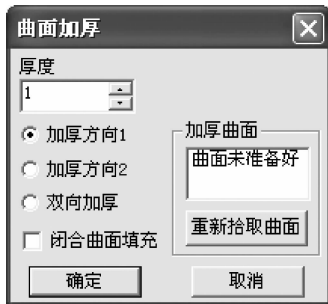 曲面加厚
厚度
1
加厚方向1
加厚方向2
双向加厚
闭合曲面填充
加厚曲面
曲面未准备好
重新拾取曲面
确定
取消